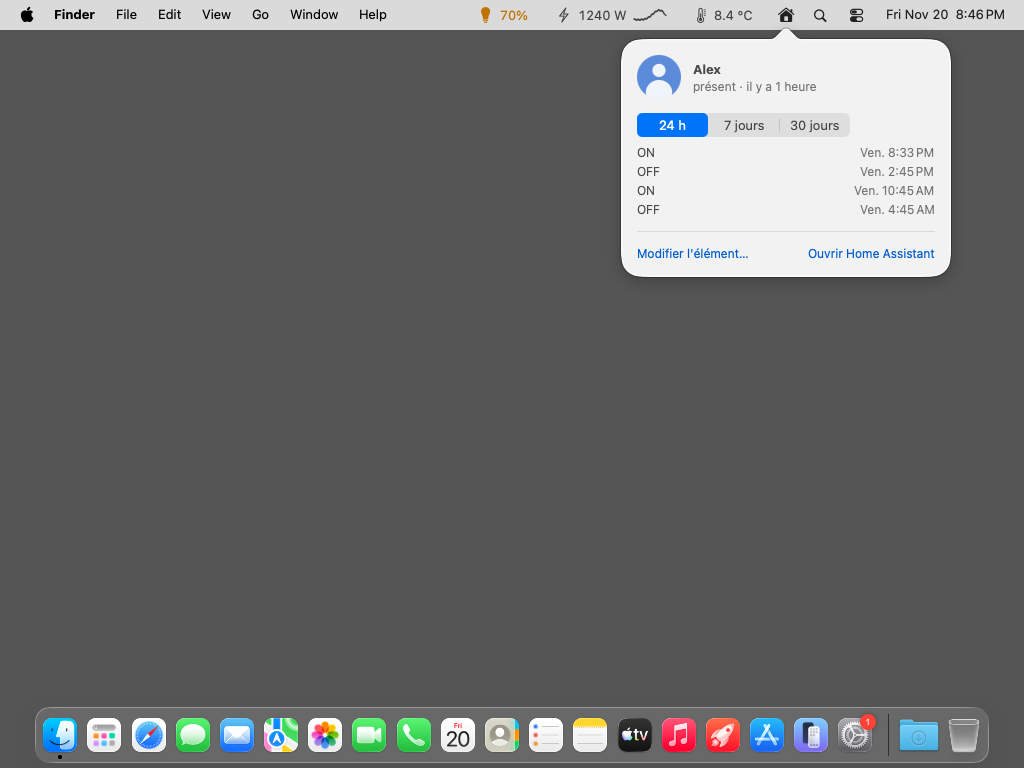 Finder File Edit View Go Window Help 70% 1240 W 8.4 °C Fri Nov 20 8:46 PM
Alex
présent · il y a 1 heure
24 h 7 jours 30 jours
ON Ven. 8:33 PM
OFF Ven. 2:45 PM
ON Ven. 10:45 AM
OFF Ven. 4:45 AM
Modifier l'élément... Ouvrir Home Assistant
Fri
20
tv
1